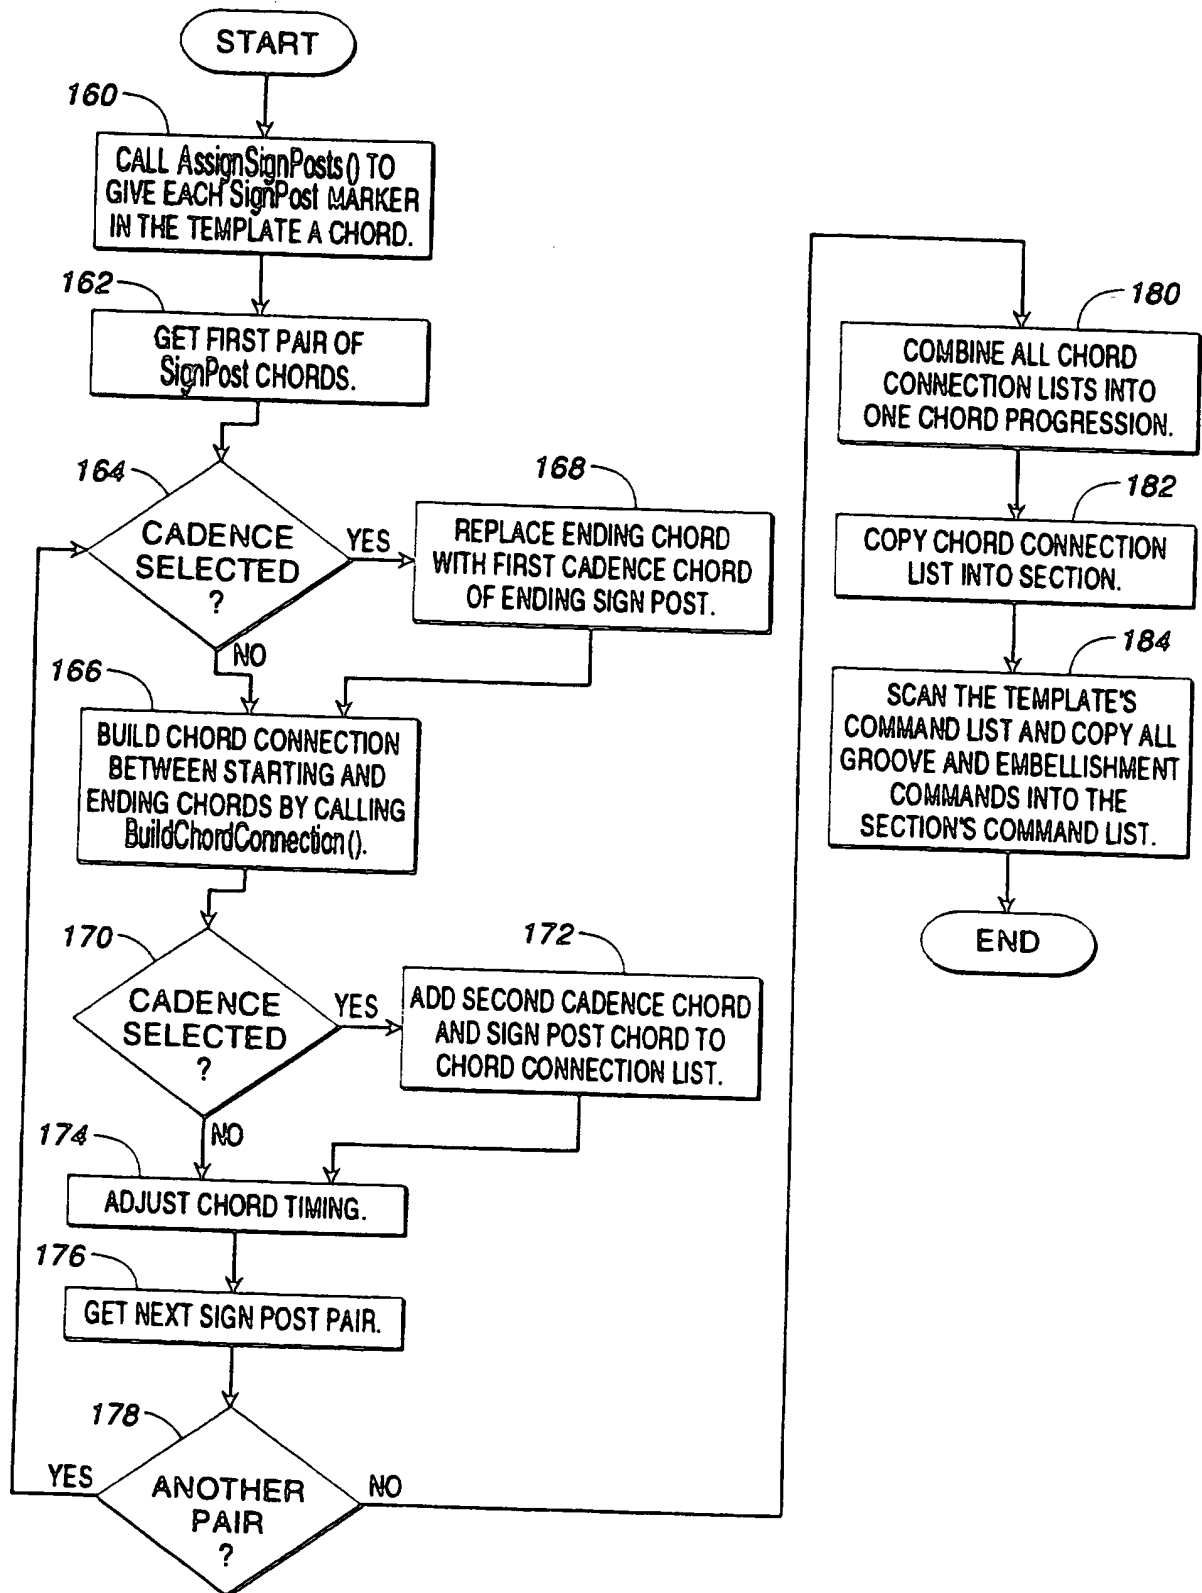 START
160
CALL AssignSignPosts () TO
GIVE EACH SignPost MARKER
IN THE TEMPLATE A CHORD.
162
GET FIRST PAIR OF
SignPost CHORDS.
164
CADENCE
SELECTED
?
YES
NO
168
REPLACE ENDING CHORD
WITH FIRST CADENCE CHORD
OF ENDING SIGN POST.
166
BUILD CHORD CONNECTION
BETWEEN STARTING AND
ENDING CHORDS BY CALLING
BuildChordConnection ().
170
CADENCE
SELECTED
?
YES
NO
172
ADD SECOND CADENCE CHORD
AND SIGN POST CHORD TO
CHORD CONNECTION LIST.
174
ADJUST CHORD TIMING.
176
GET NEXT SIGN POST PAIR.
178
YES
ANOTHER
PAIR
?
NO
180
COMBINE ALL CHORD
CONNECTION LISTS INTO
ONE CHORD PROGRESSION.
182
COPY CHORD CONNECTION
LIST INTO SECTION.
184
SCAN THE TEMPLATE'S
COMMAND LIST AND COPY ALL
GROOVE AND EMBELLISHMENT
COMMANDS INTO THE
SECTION'S COMMAND LIST.
END